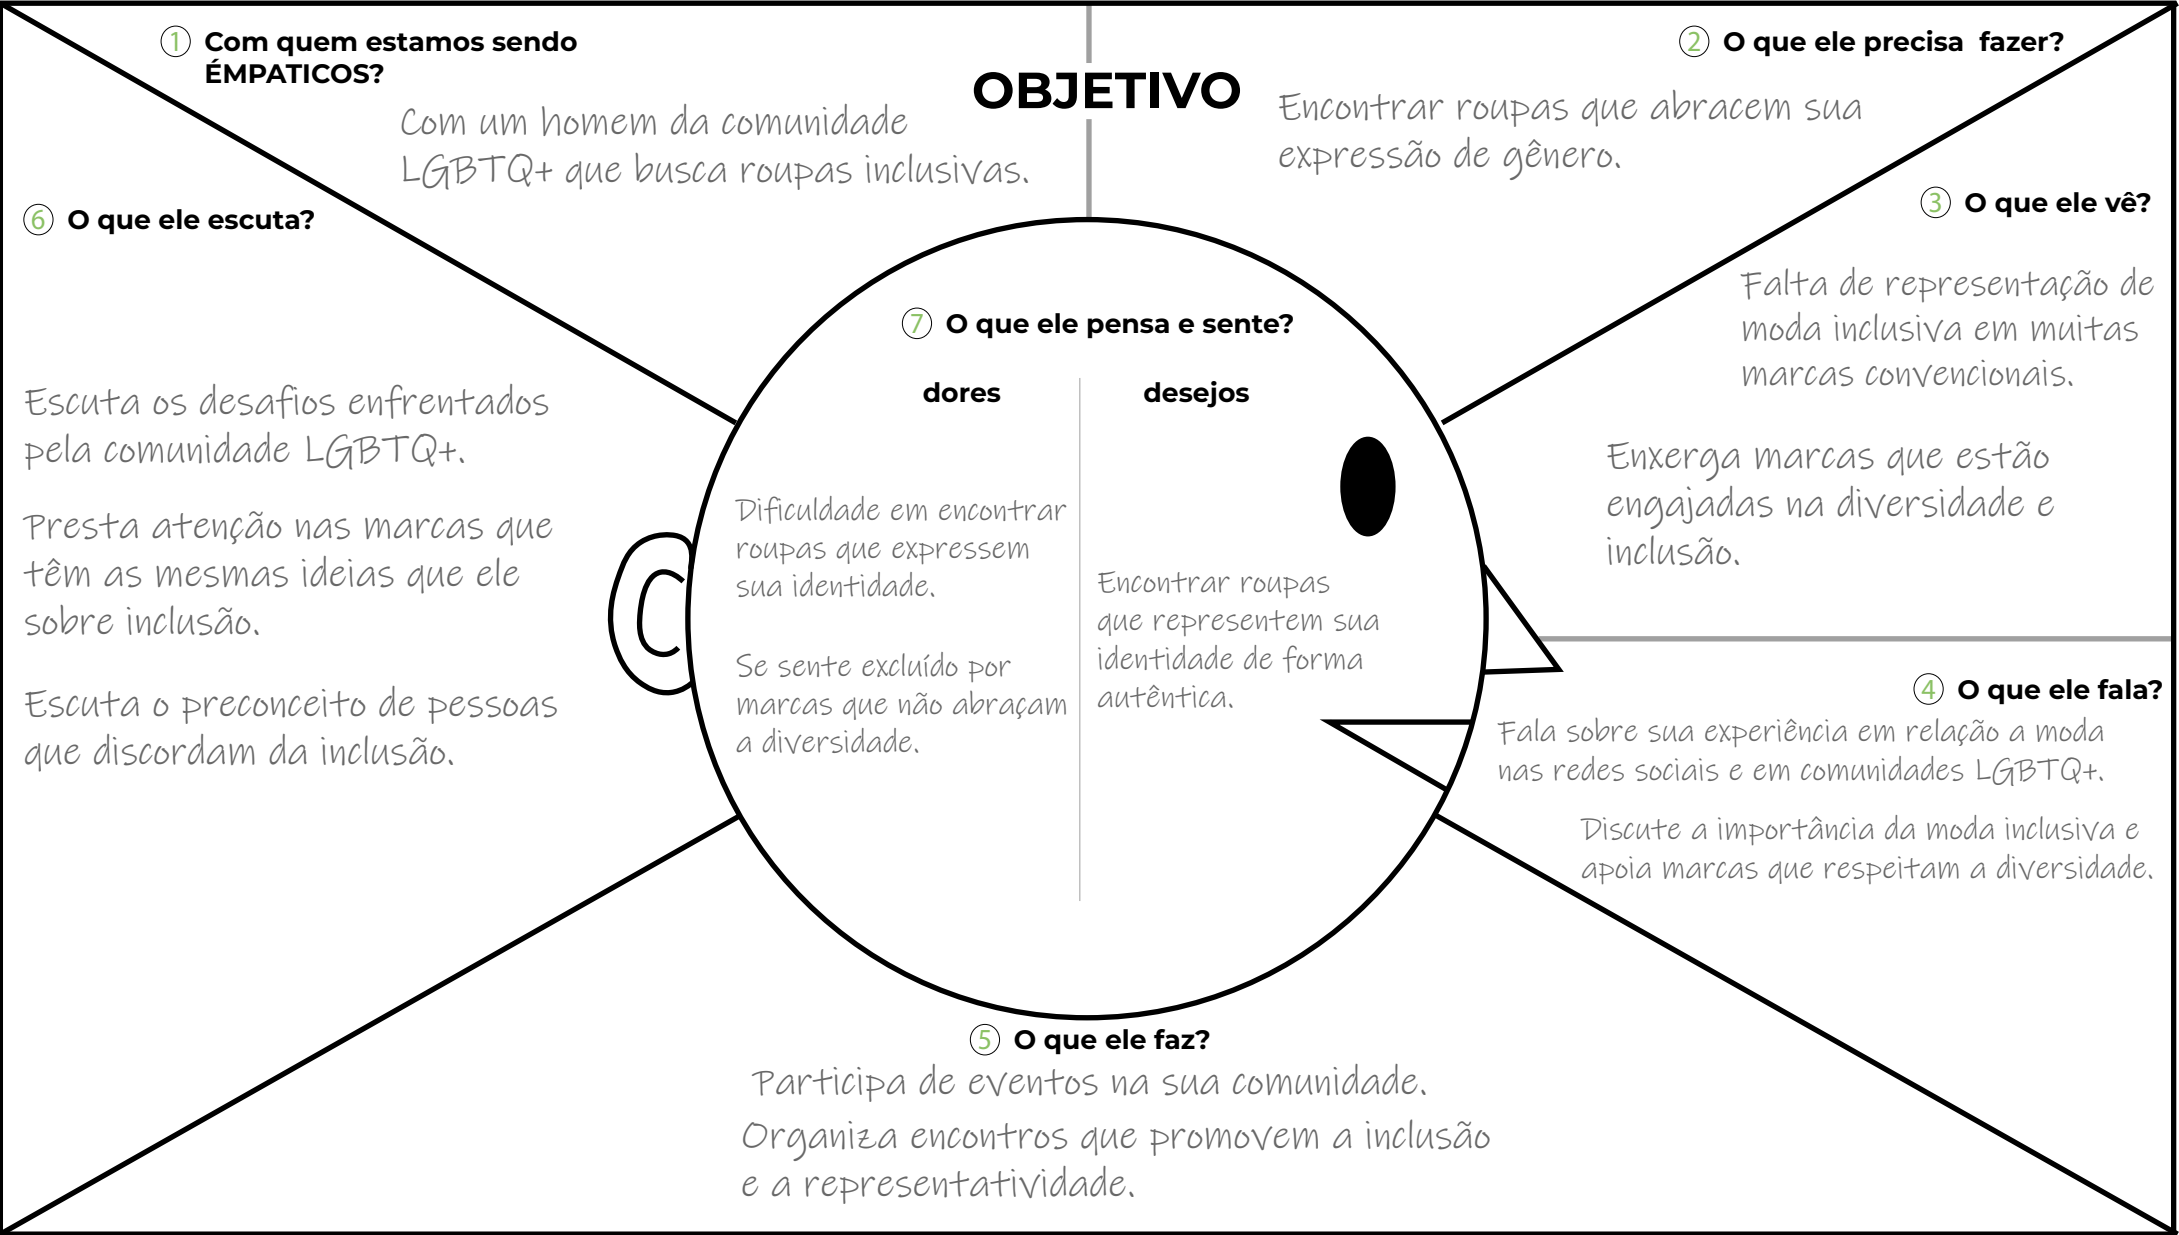 1 Com quem estamos sendo
ÉMPATICOS?
Com um homem da comunidade
LGBTQ+ que busca roupas inclusivas.
OBJETIVO
2 O que ele precisa  fazer?
Encontrar roupas que abracem sua
expressão de gênero.
3 O que ele vê?
Falta de representação de
moda inclusiva em muitas
marcas convencionais.
Enxerga marcas que estão
engajadas na diversidade e
inclusão.
4 O que ele fala?
Fala sobre sua experiência em relação a moda
nas redes sociais e em comunidades LGBTQ+.
Discute a importância da moda inclusiva e
apoia marcas que respeitam a diversidade.
5 O que ele faz?
Participa de eventos na sua comunidade.
Organiza encontros que promovem a inclusão
e a representatividade.
6 O que ele escuta?
Escuta os desafios enfrentados
pela comunidade LGBTQ+.
Presta atenção nas marcas que
têm as mesmas ideias que ele
sobre inclusão.
Escuta o preconceito de pessoas
que discordam da inclusão.
7 O que ele pensa e sente?
dores
Dificuldade em encontrar
roupas que expressem
sua identidade.
Se sente excluído por
marcas que não abraçam
a diversidade.
desejos
Encontrar roupas
que representem sua
identidade de forma
autêntica.